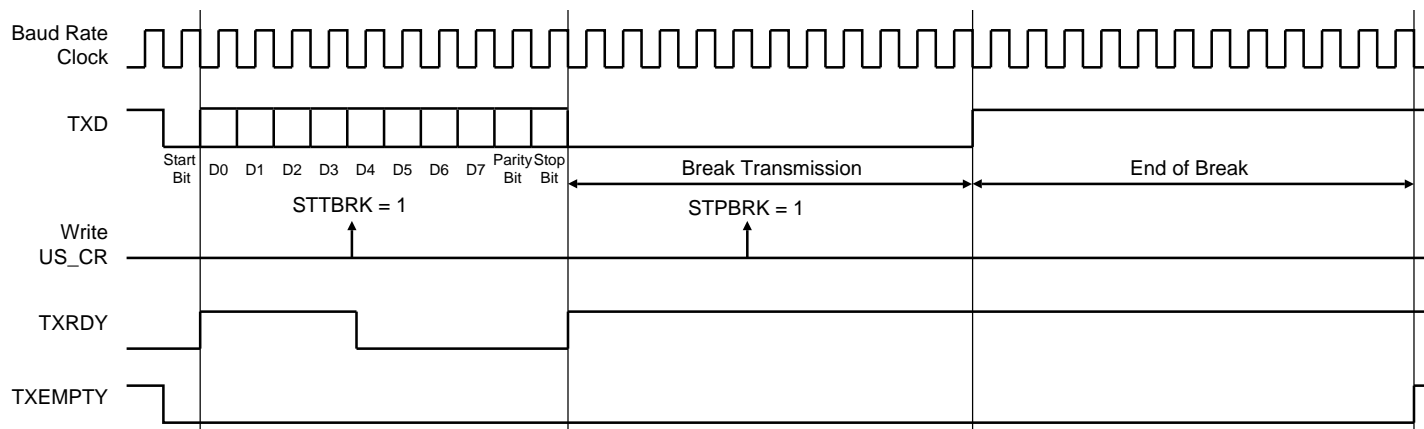 Baud Rate
Clock
TXD
Start
Bit
D0
D1
D2
D3
D4
D5
D6
D7
Parity
Bit
Stop
Bit
Break Transmission
End of Break
STTBRK = 1
STPBRK = 1
Write
US_CR
TXRDY
TXEMPTY